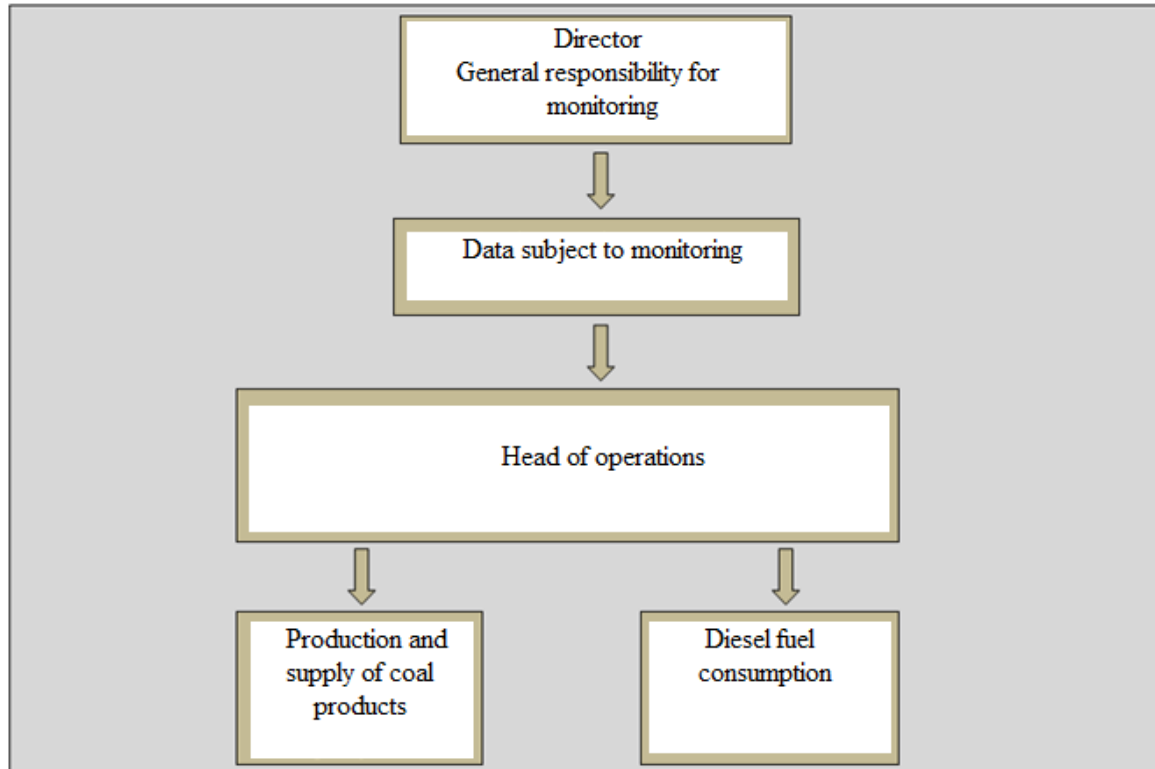 Director
General responsibility for
monitoring
Data subject to monitoring
Head of operations
Production and
supply of coal
products
Diesel fuel
consumption